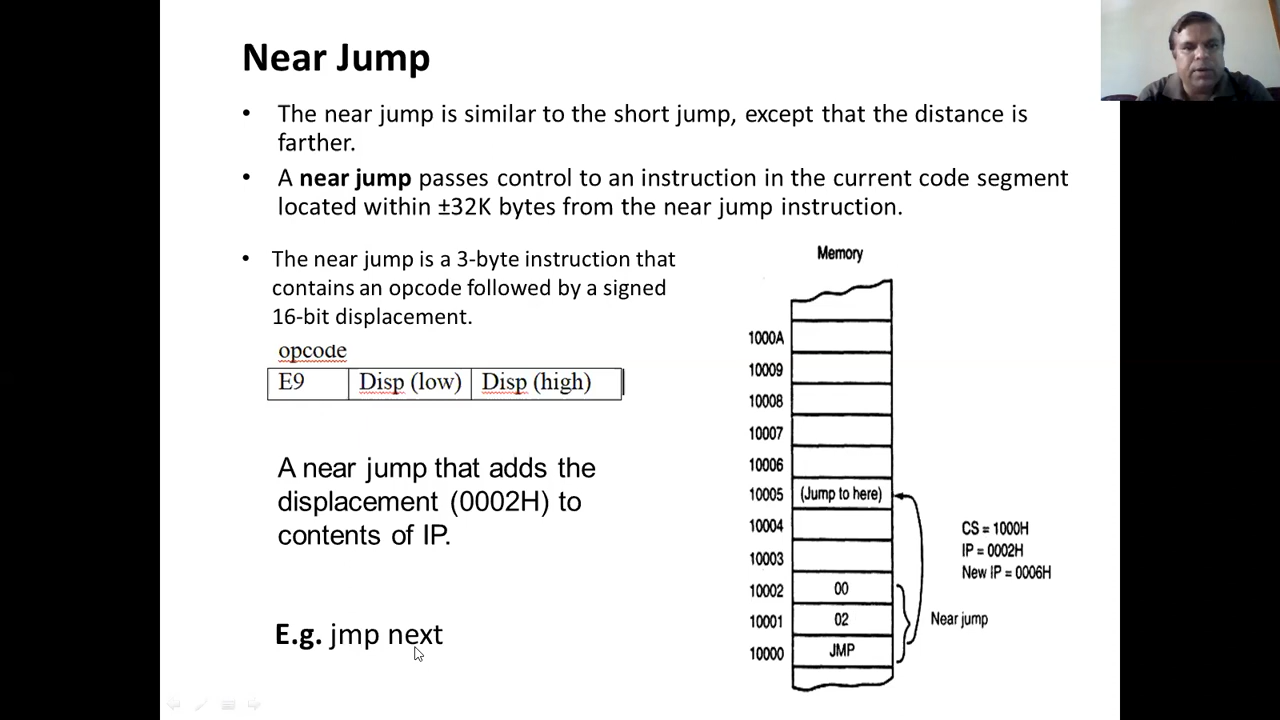 Near Jump
• The near jump is similar to the short jump, except that the distance is
farther.
• A near jump passes control to an instruction in the current code segment
located within ±32K bytes from the near jump instruction.
• The near jump is a 3-byte instruction that
contains an opcode followed by a signed
16-bit displacement.
opcode
E9 Disp (low) Disp (high)
A near jump that adds the
displacement (0002H) to
contents of IP.
E.g. jmp next
Memory
1000A
10009
10008
10007
10006
10005 (Jump to here)
10004
10003
10002 00
10001 02
10000 JMP
CS = 1000H
IP = 0002H
New IP = 0006H
Near jump